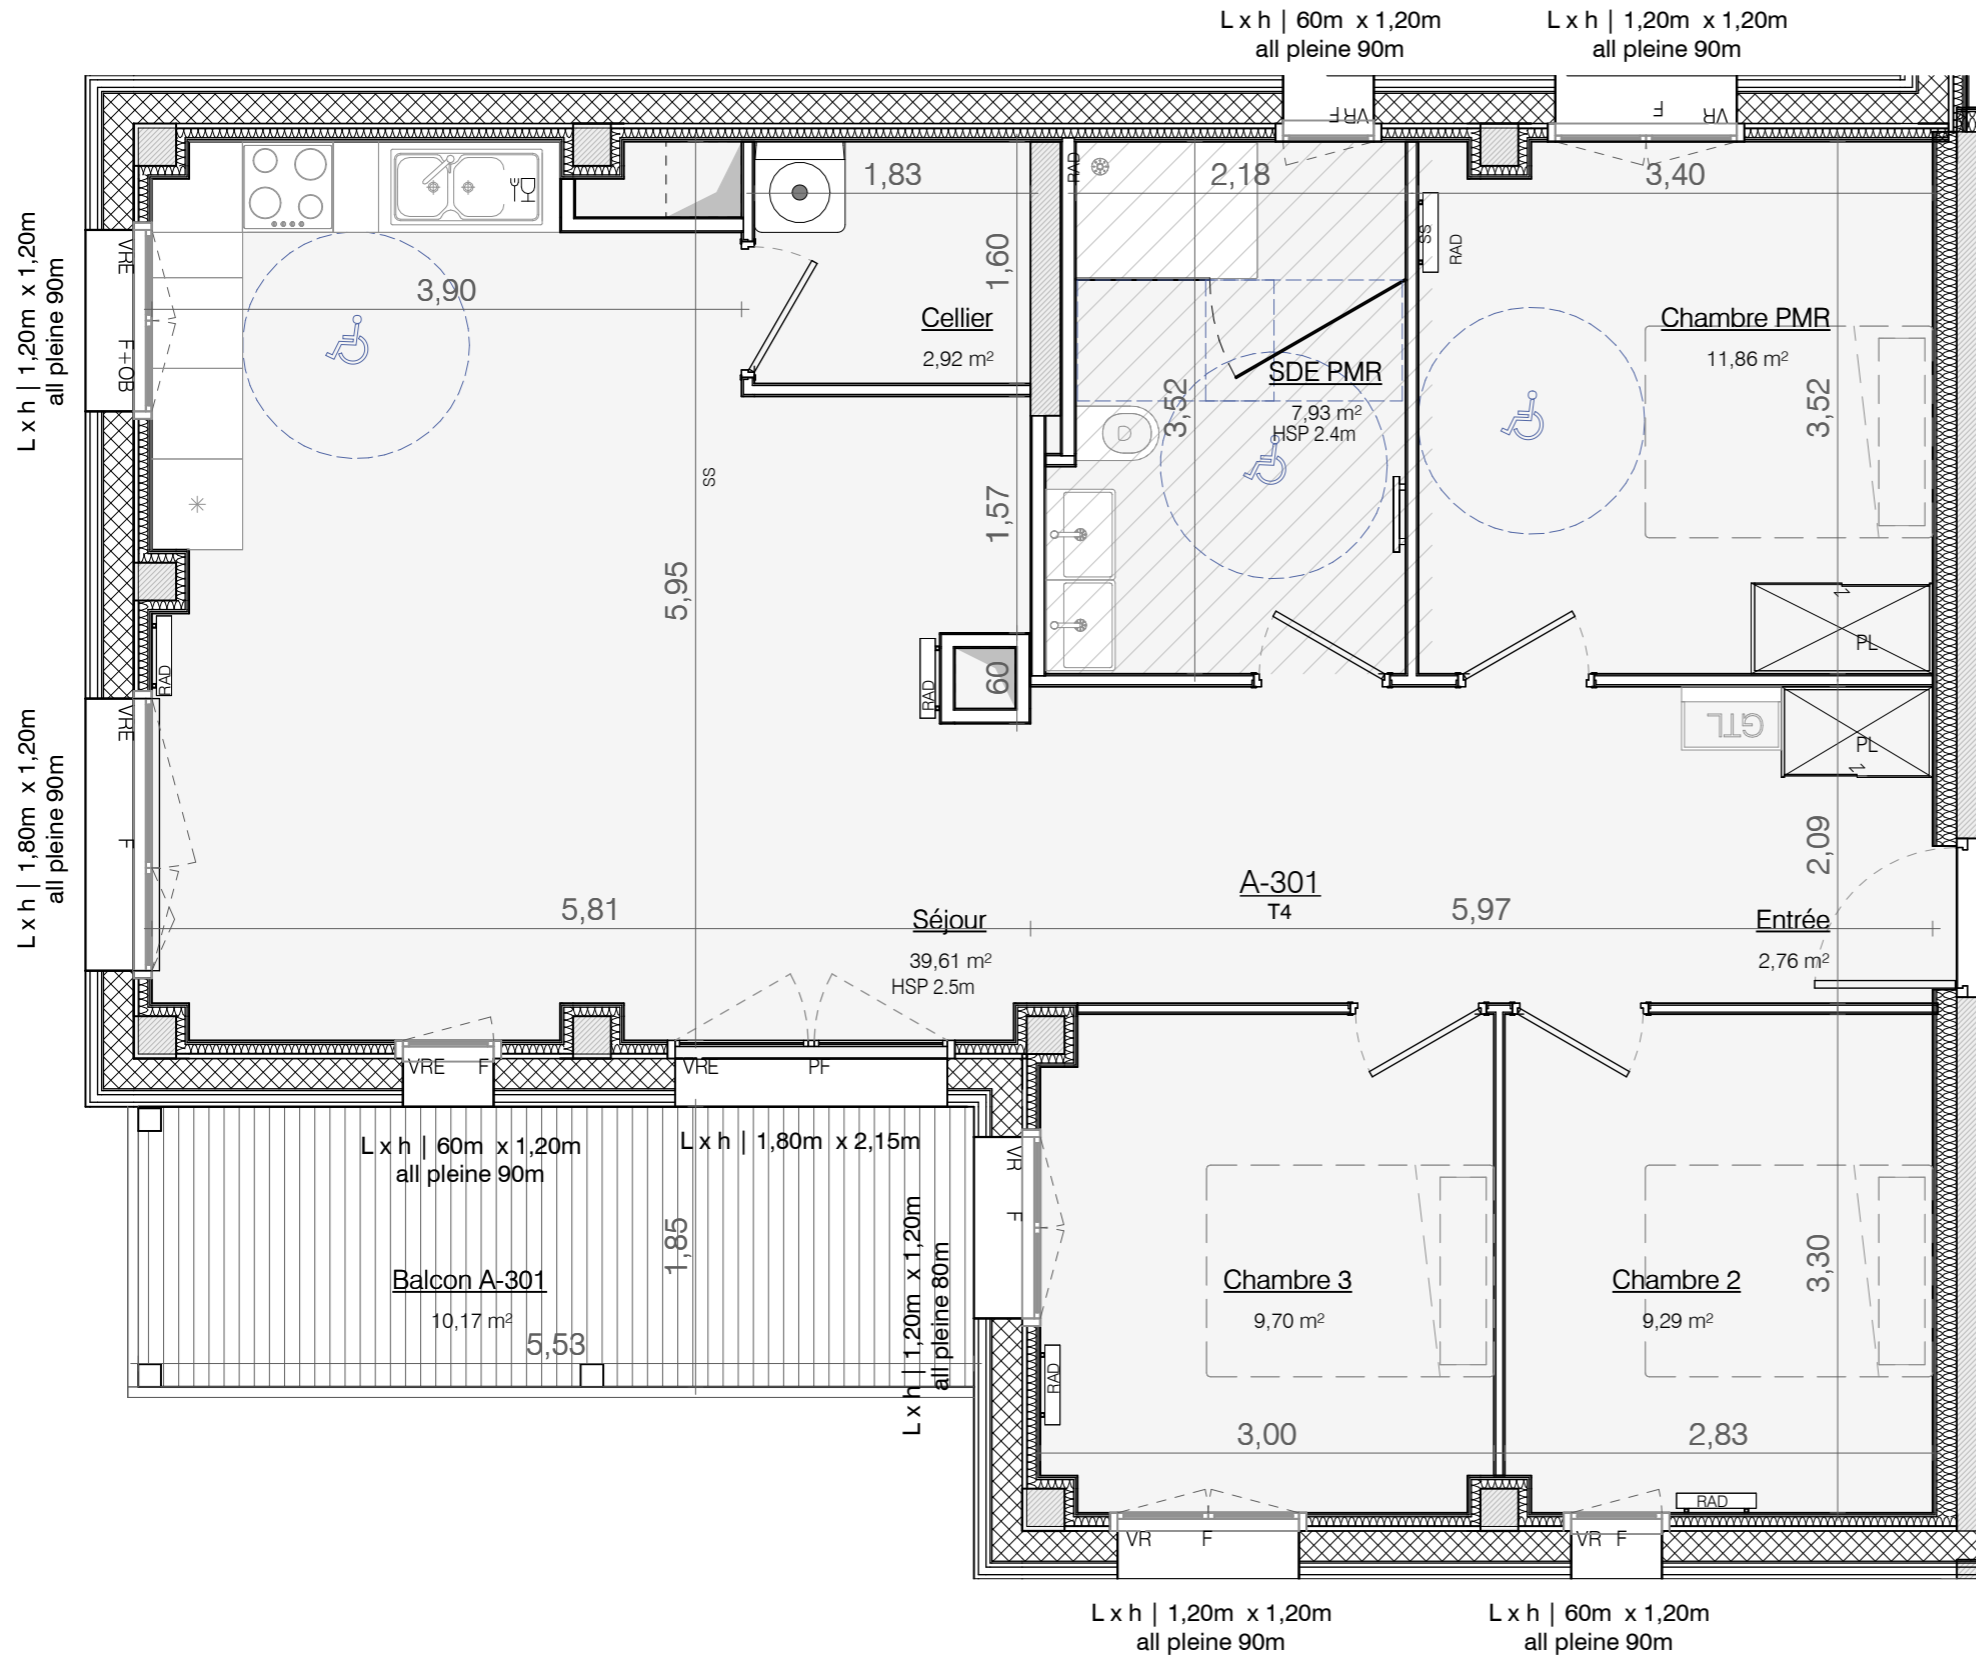 L x h | 60m x 1,20m
all pleine 90m
L x h | 1,20m x 1,20m
all pleine 90m
VRF
F
VR
RAD
1,83
2,18
3,40
L x h | 1,20m x 1,20m
all pleine 90m
VRE
F+OB
3,90
1,60
SS
RAD
Cellier
2,92 m²
SDE PMR
7,93 m²
HSP 2.4m
3,52
Chambre PMR
11,86 m²
3,52
D
SS
5,95
1,57
60
RAD
RAD
PL
GTL
PL
L x h | 1,80m x 1,20m
all pleine 90m
VRE
F
2,09
A-301
T4
5,81
Séjour
39,61 m²
HSP 2.5m
5,97
Entrée
2,76 m²
VRE F
VRE PF
L x h | 60m x 1,20m
all pleine 90m
L x h | 1,80m x 2,15m
VR
F
L x h | 1,20m x 1,20m
all pleine 80m
1,85
Balcon A-301
10,17 m²
5,53
Chambre 3
9,70 m²
Chambre 2
9,29 m²
3,30
RAD
3,00
2,83
RAD
VR F
VR F
L x h | 1,20m x 1,20m
all pleine 90m
L x h | 60m x 1,20m
all pleine 90m